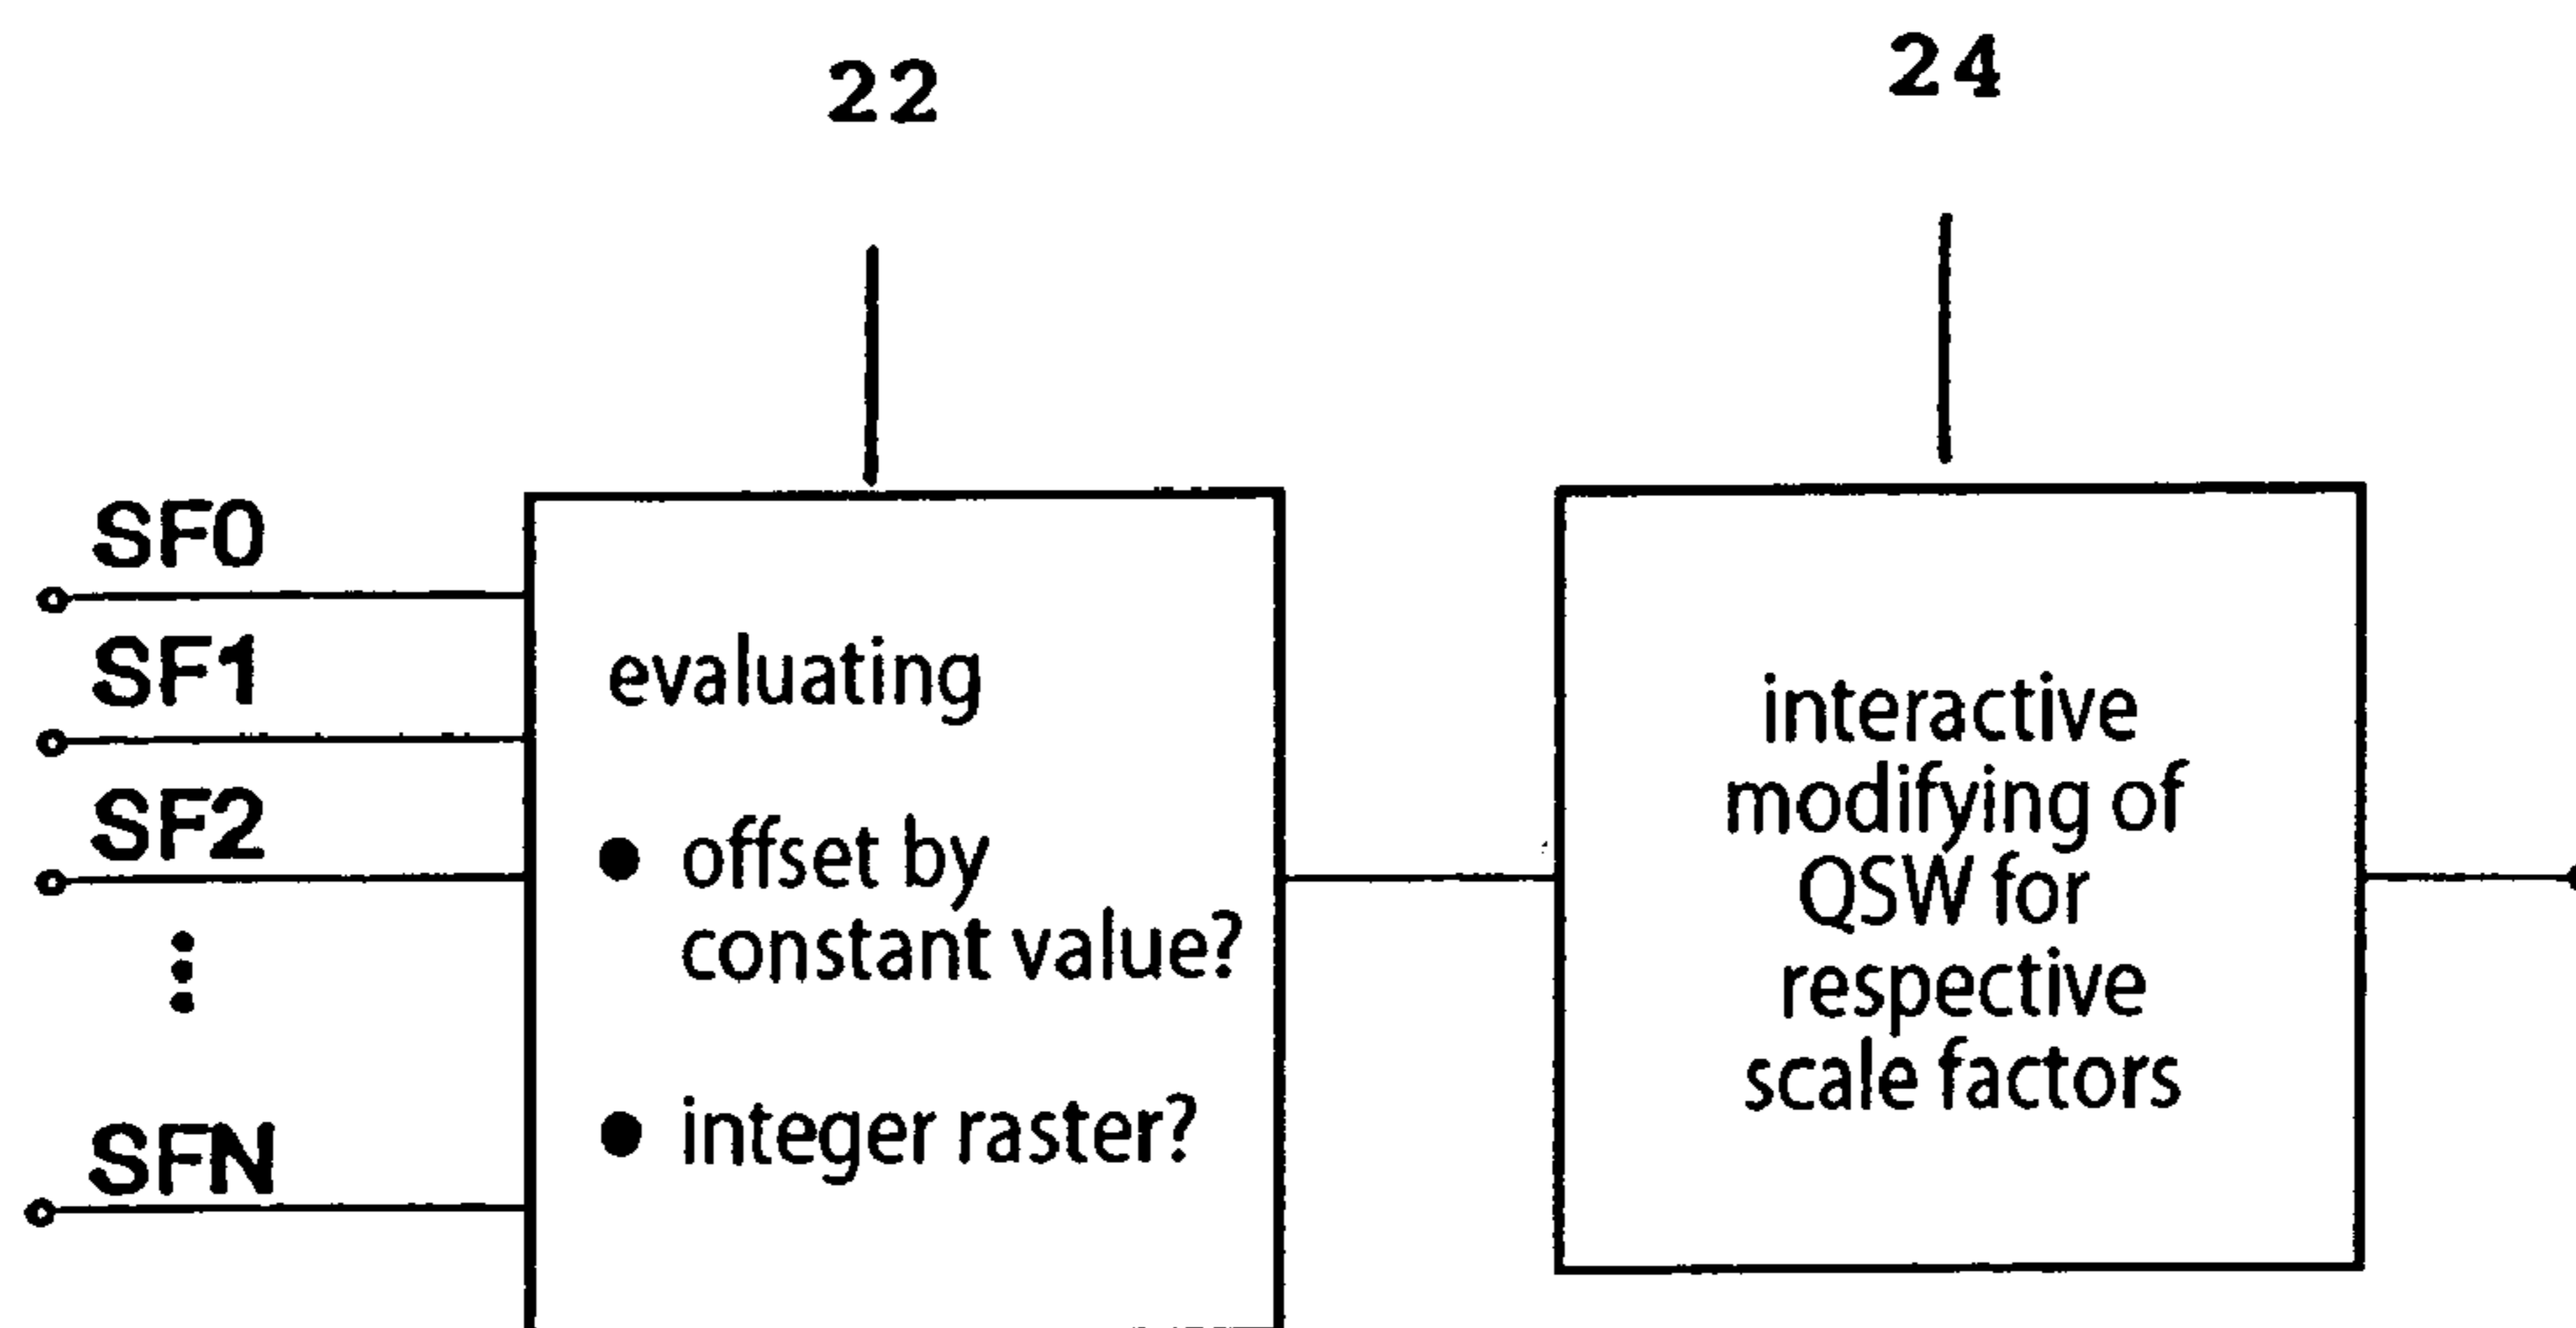 22
24
SF0
SF1
SF2
SFN
evaluating
● offset by
constant value?
● integer raster?
interactive
modifying of
QSW for
respective
scale factors